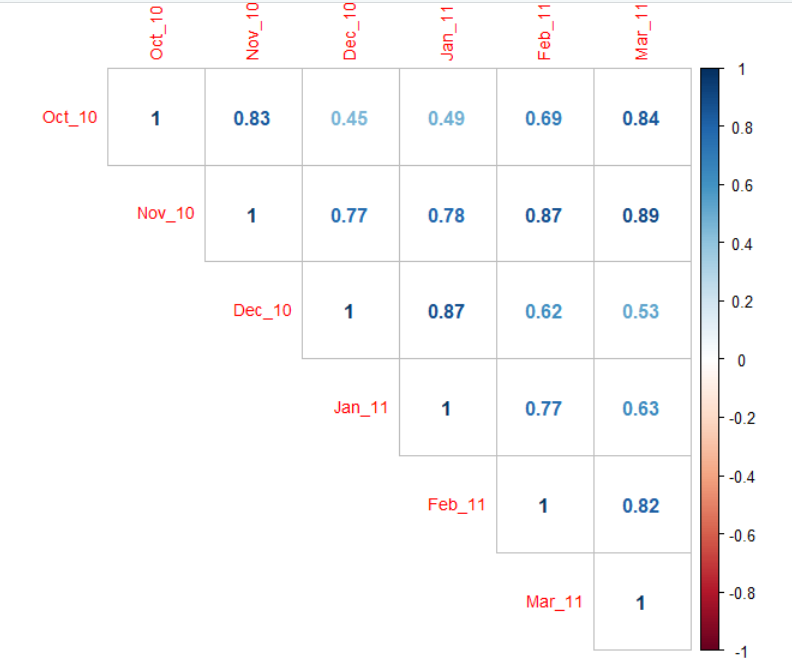 Oct_10 Nov_10 Dec_10 Jan_11 Feb_11 Mar_11
Oct_10 1 0.83 0.45 0.49 0.69 0.84
Nov_10 1 0.77 0.78 0.87 0.89
Dec_10 1 0.87 0.62 0.53
Jan_11 1 0.77 0.63
Feb_11 1 0.82
Mar_11 1
1
0.8
0.6
0.4
0.2
0
-0.2
-0.4
-0.6
-0.8
-1